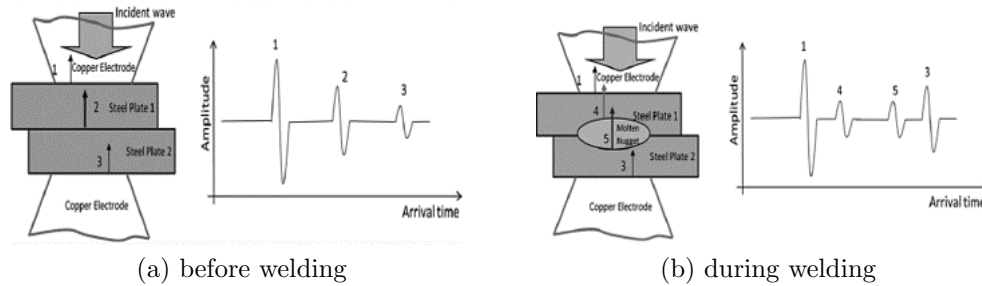 Incident wave
1
Copper Electrode
2
Steel Plate 1
3
Steel Plate 2
Copper Electrode
Amplitude
1
2
3
Arrival time
(a) before welding
Incident wave
1
Copper Electrode
4
Steel Plate 1
Molten
Nugget
5
Steel Plate 2
3
Copper Electrode
Amplitude
1
4
5
3
Arrival time
(b) during welding